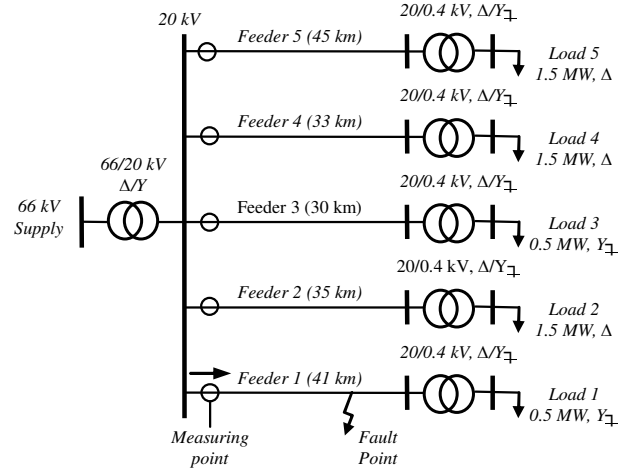 20 kV
20/0.4 kV, Δ/Y
Feeder 5 (45 km)
Load 5
1.5 MW, Δ
20/0.4 kV, Δ/Y
Feeder 4 (33 km)
Load 4
1.5 MW, Δ
66/20 kV
Δ/Y
66 kV
Supply
20/0.4 kV, Δ/Y
Feeder 3 (30 km)
Load 3
0.5 MW, Y
20/0.4 kV, Δ/Y
Feeder 2 (35 km)
Load 2
1.5 MW, Δ
20/0.4 kV, Δ/Y
Feeder 1 (41 km)
Load 1
0.5 MW, Y
Measuring
point
Fault
Point